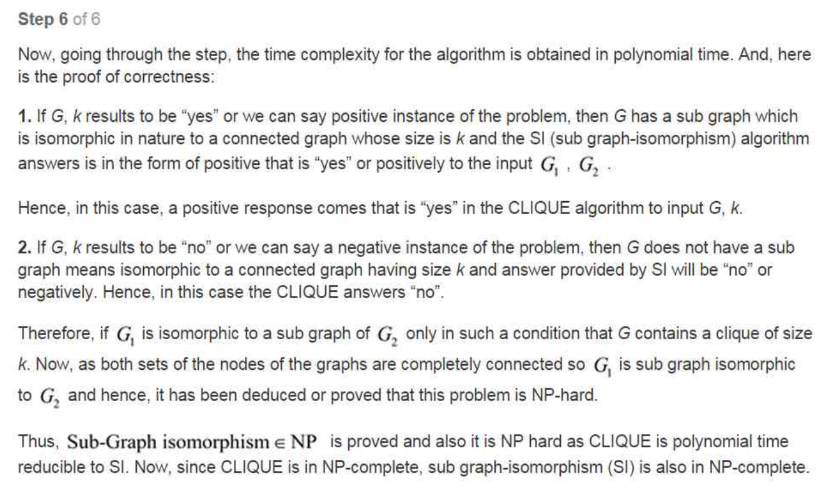 Step 6 of 6
Now, going through the step, the time complexity for the algorithm is obtained in polynomial time. And, here
is the proof of correctness:
1. If G, k results to be “yes” or we can say positive instance of the problem, then G has a sub graph which
is isomorphic in nature to a connected graph whose size is k and the SI (sub graph-isomorphism) algorithm
answers is in the form of positive that is “yes” or positively to the input G₁ , G₂ .
Hence, in this case, a positive response comes that is “yes” in the CLIQUE algorithm to input G, k.
2. If G, k results to be “no” or we can say a negative instance of the problem, then G does not have a sub
graph means isomorphic to a connected graph having size k and answer provided by SI will be “no” or
negatively. Hence, in this case the CLIQUE answers “no”.
Therefore, if G₁ is isomorphic to a sub graph of G₂ only in such a condition that G contains a clique of size
k. Now, as both sets of the nodes of the graphs are completely connected so G₁ is sub graph isomorphic
to G₂ and hence, it has been deduced or proved that this problem is NP-hard.
Thus, Sub-Graph isomorphism ∈ NP is proved and also it is NP hard as CLIQUE is polynomial time
reducible to SI. Now, since CLIQUE is in NP-complete, sub graph-isomorphism (SI) is also in NP-complete.